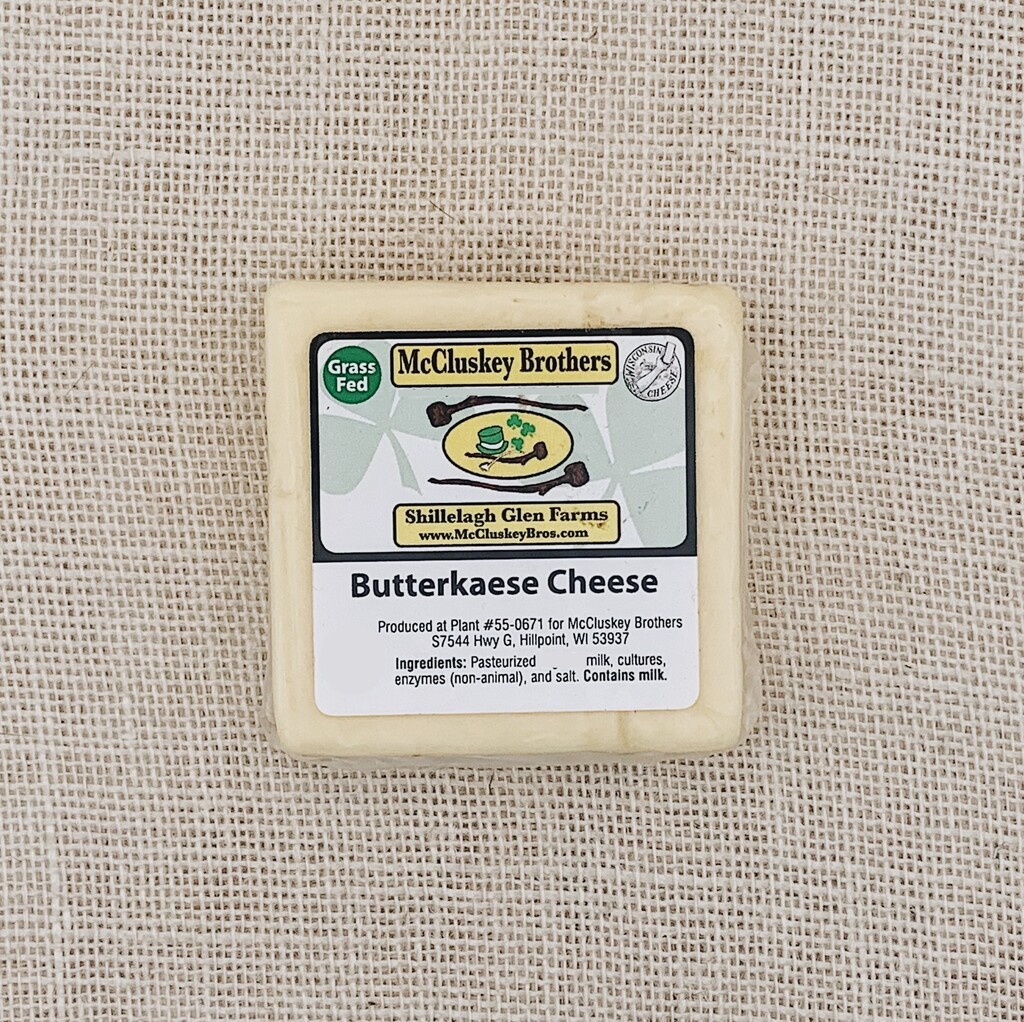 Grass
Fed
McCluskey Brothers
WISCONSIN
CHEESE
Shillelagh Glen Farms
www.McCluskeyBros.com
Butterkaese Cheese
Produced at Plant #55-0671 for McCluskey Brothers
S7544 Hwy G, Hillpoint, WI 53937
Ingredients: Pasteurized milk, cultures,
enzymes (non-animal), and salt. Contains milk.